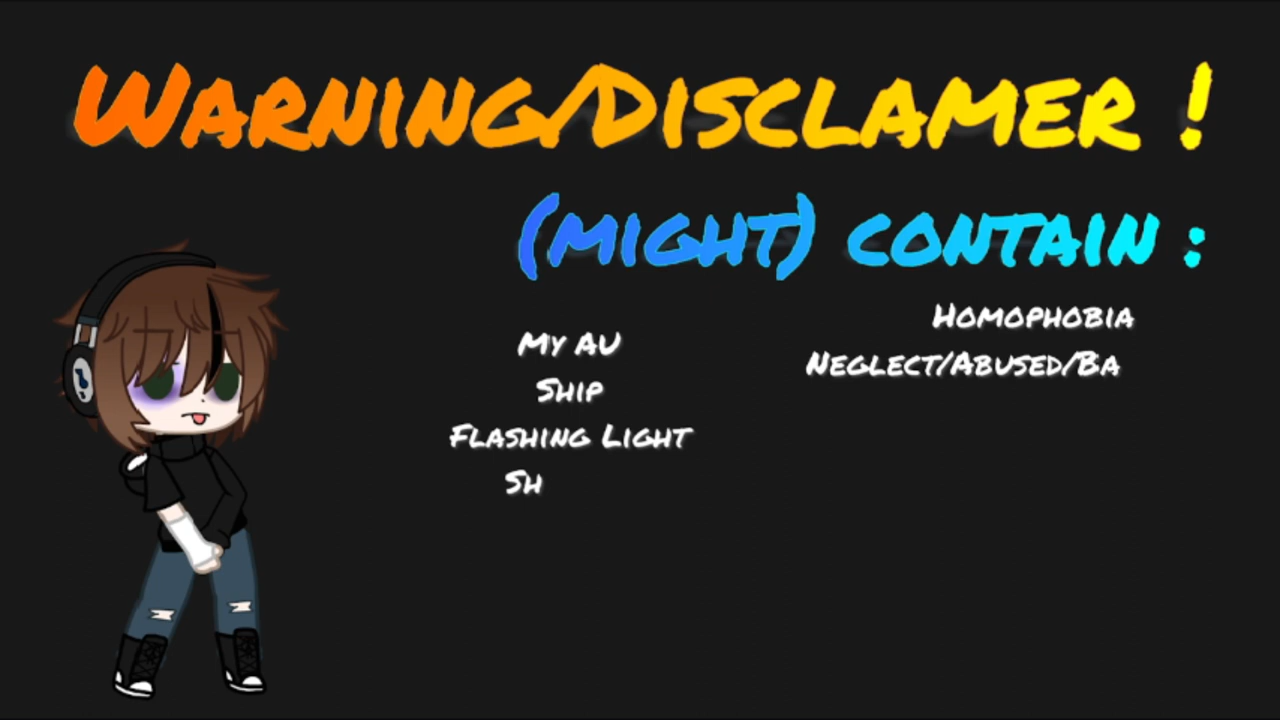 Warning/Disclamer !
(might) contain :
My AU
Ship
Flashing Light
Sh
Homophobia
Neglect/Abused/Ba